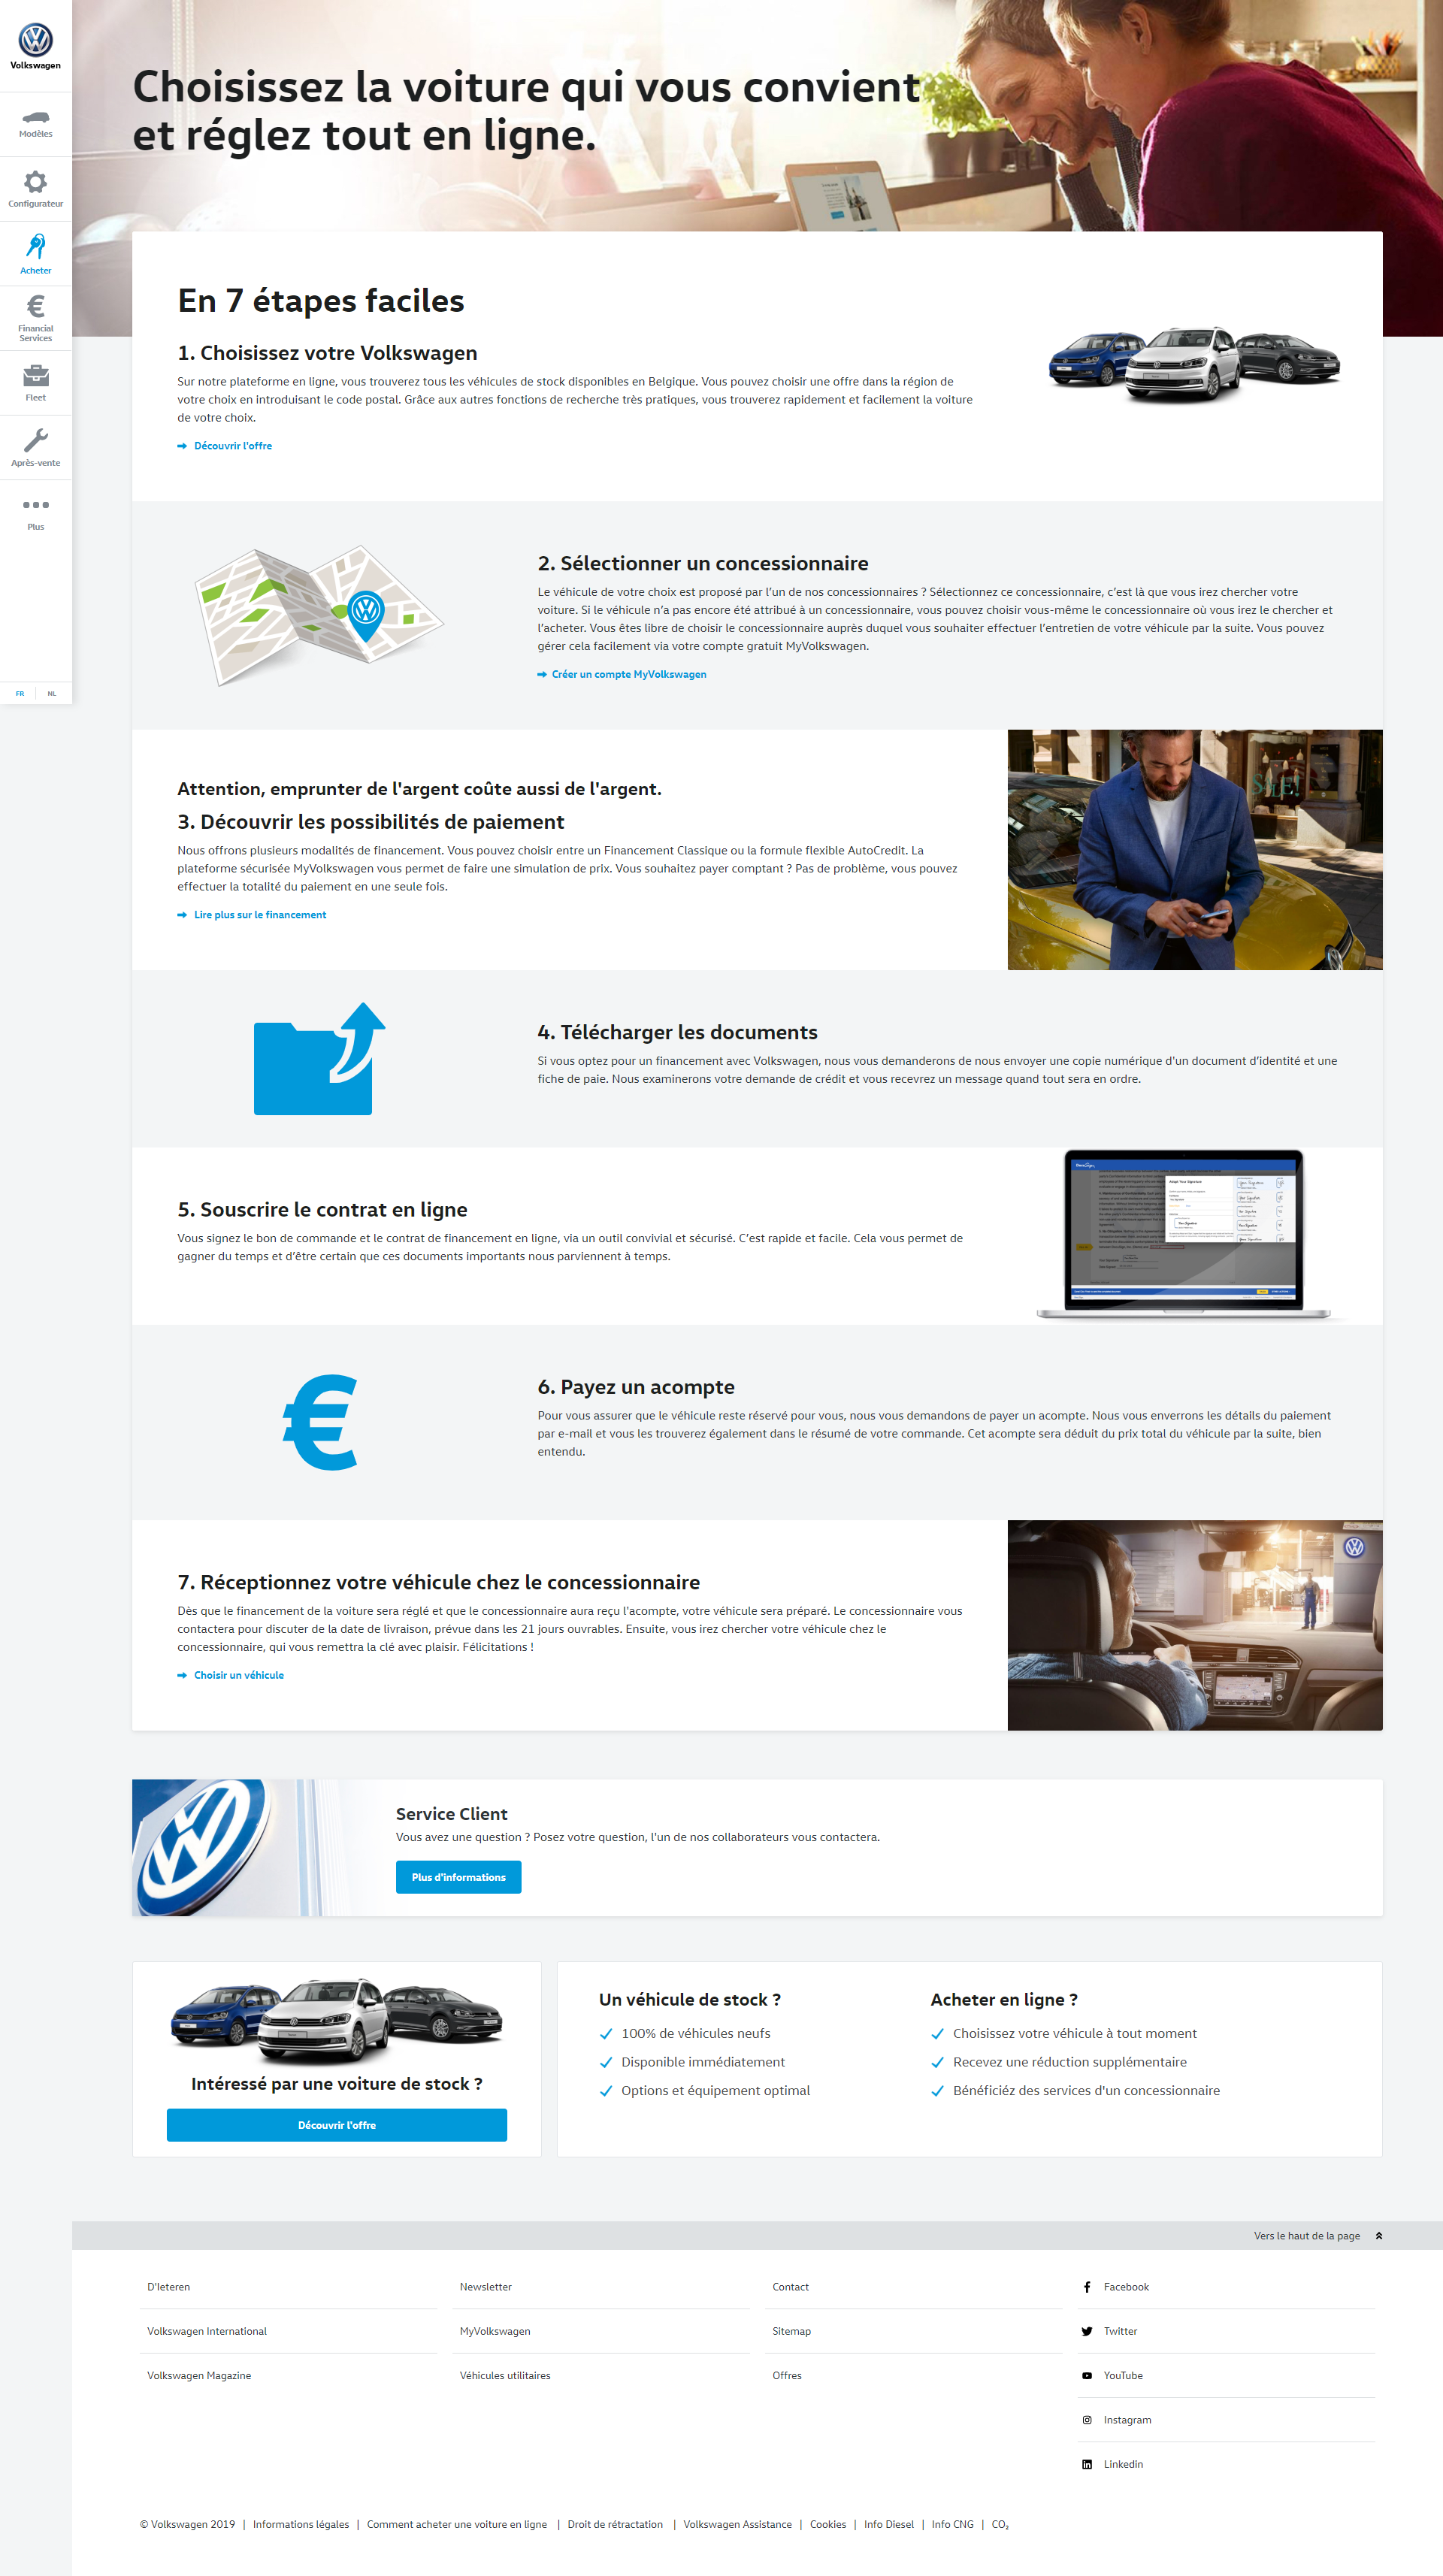 Volkswagen
Modèles
Configurateur
Acheter
Financial
Services
Fleet
Après-vente
Plus
FR
NL
Choisissez la voiture qui vous convient
et réglez tout en ligne.
En 7 étapes faciles
1. Choisissez votre Volkswagen
Sur notre plateforme en ligne, vous trouverez tous les véhicules de stock disponibles en Belgique. Vous pouvez choisir une offre dans la région de
votre choix en introduisant le code postal. Grâce aux autres fonctions de recherche très pratiques, vous trouverez rapidement et facilement la voiture
de votre choix.
Découvrir l'offre
2. Sélectionner un concessionnaire
Le véhicule de votre choix est proposé par l'un de nos concessionnaires ? Sélectionnez ce concessionnaire, c’est là que vous irez chercher votre
voiture. Si le véhicule n’a pas encore été attribué à un concessionnaire, vous pouvez choisir vous-même le concessionnaire où vous irez le chercher et
l’acheter. Vous êtes libre de choisir le concessionnaire auprès duquel vous souhaiter effectuer l’entretien de votre véhicule par la suite. Vous pouvez
gérer cela facilement via votre compte gratuit MyVolkswagen.
Créer un compte MyVolkswagen
Attention, emprunter de l'argent coûte aussi de l'argent.
3. Découvrir les possibilités de paiement
Nous offrons plusieurs modalités de financement. Vous pouvez choisir entre un Financement Classique ou la formule flexible AutoCredit. La
plateforme sécurisée MyVolkswagen vous permet de faire une simulation de prix. Vous souhaitez payer comptant ? Pas de problème, vous pouvez
effectuer la totalité du paiement en une seule fois.
Lire plus sur le financement
SALE!
4. Télécharger les documents
Si vous optez pour un financement avec Volkswagen, nous vous demanderons de nous envoyer une copie numérique d'un document d’identité et une
fiche de paie. Nous examinerons votre demande de crédit et vous recevrez un message quand tout sera en ordre.
5. Souscrire le contrat en ligne
Vous signez le bon de commande et le contrat de financement en ligne, via un outil convivial et sécurisé. C’est rapide et facile. Cela vous permet de
gagner du temps et d’être certain que ces documents importants nous parviennent à temps.
6. Payez un acompte
Pour vous assurer que le véhicule reste réservé pour vous, nous vous demandons de payer un acompte. Nous vous enverrons les détails du paiement
par e-mail et vous les trouverez également dans le résumé de votre commande. Cet acompte sera déduit du prix total du véhicule par la suite, bien
entendu.
7. Réceptionnez votre véhicule chez le concessionnaire
Dès que le financement de la voiture sera réglé et que le concessionnaire aura reçu l'acompte, votre véhicule sera préparé. Le concessionnaire vous
contactera pour discuter de la date de livraison, prévue dans les 21 jours ouvrables. Ensuite, vous irez chercher votre véhicule chez le
concessionnaire, qui vous remettra la clé avec plaisir. Félicitations !
Choisir un véhicule
Service Client
Vous avez une question ? Posez votre question, l'un de nos collaborateurs vous contactera.
Plus d'informations
Intéressé par une voiture de stock ?
Découvrir l'offre
Un véhicule de stock ?
100% de véhicules neufs
Disponible immédiatement
Options et équipement optimal
Acheter en ligne ?
Choisissez votre véhicule à tout moment
Recevez une réduction supplémentaire
Bénéficiéz des services d'un concessionnaire
Vers le haut de la page
D'Ieteren
Volkswagen International
Volkswagen Magazine
Newsletter
MyVolkswagen
Véhicules utilitaires
Contact
Sitemap
Offres
Facebook
Twitter
YouTube
Instagram
Linkedin
© Volkswagen 2019 | Informations légales | Comment acheter une voiture en ligne | Droit de rétractation | Volkswagen Assistance | Cookies | Info Diesel | Info CNG | CO₂